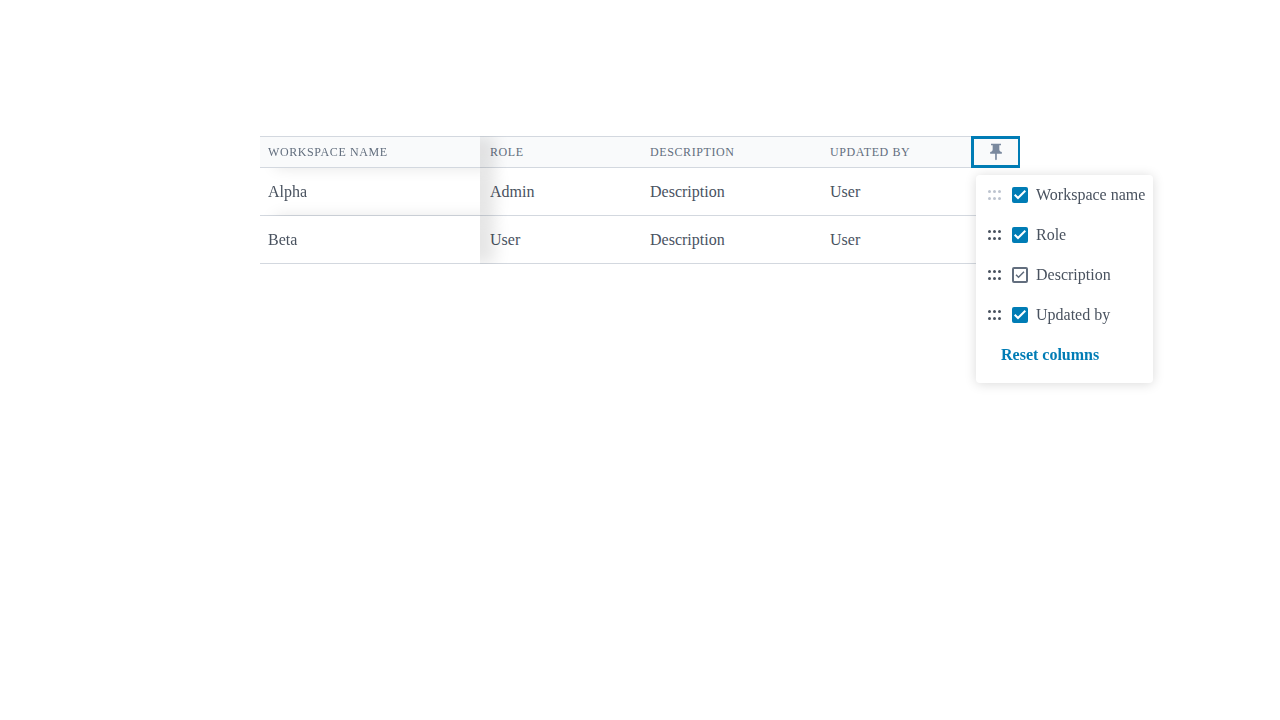 WORKSPACE NAME ROLE DESCRIPTION UPDATED BY
Alpha Admin Description User
Beta User Description User
Workspace name
Role
Description
Updated by
Reset columns